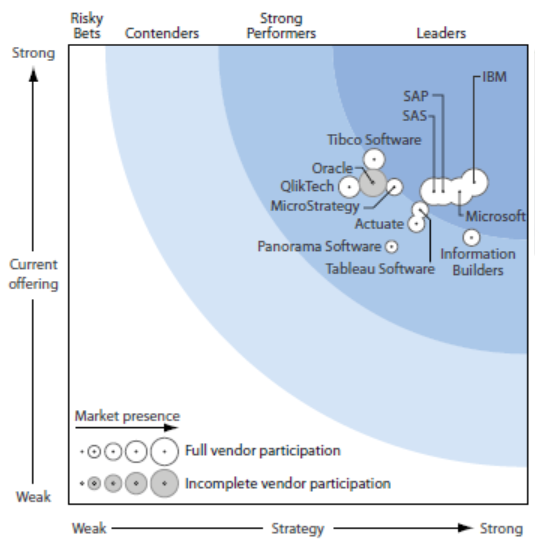 Risky
Bets
Contenders
Strong
Performers
Leaders
Strong
IBM
SAP
SAS
Tibco Software
Oracle
QlikTech
MicroStrategy
Microsoft
Actuate
Panorama Software
Information
Builders
Tableau Software
Current
offering
Market presence
Full vendor participation
Incomplete vendor participation
Weak
Weak
Strategy
Strong